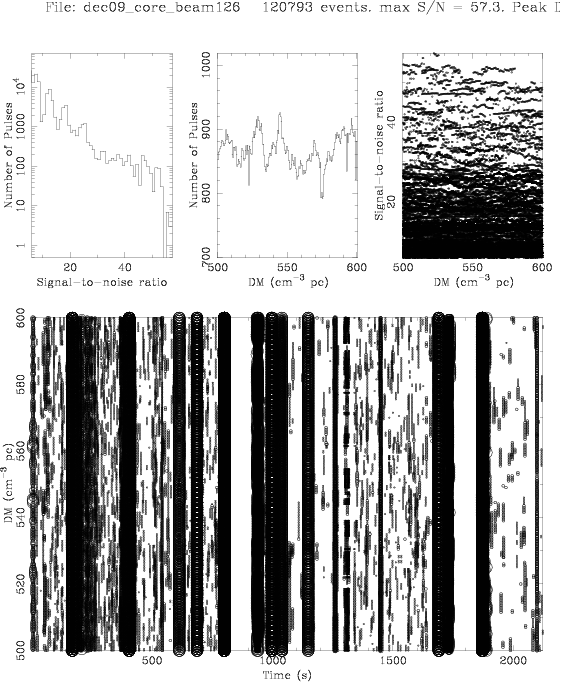 File: dec09_core_beam126 120793 events. max S/N = 57.3. Peak D
Number of Pulses
1 10 100 1000 10⁴
20 40
Signal-to-noise ratio
Number of Pulses
700 800 900 1000
500 550 600
DM (cm⁻³ pc)
Signal-to-noise ratio
20 40
500 550 600
DM (cm⁻³ pc)
DM (cm⁻³ pc)
500 520 540 560 580 600
500 1000 1500 2000
Time (s)